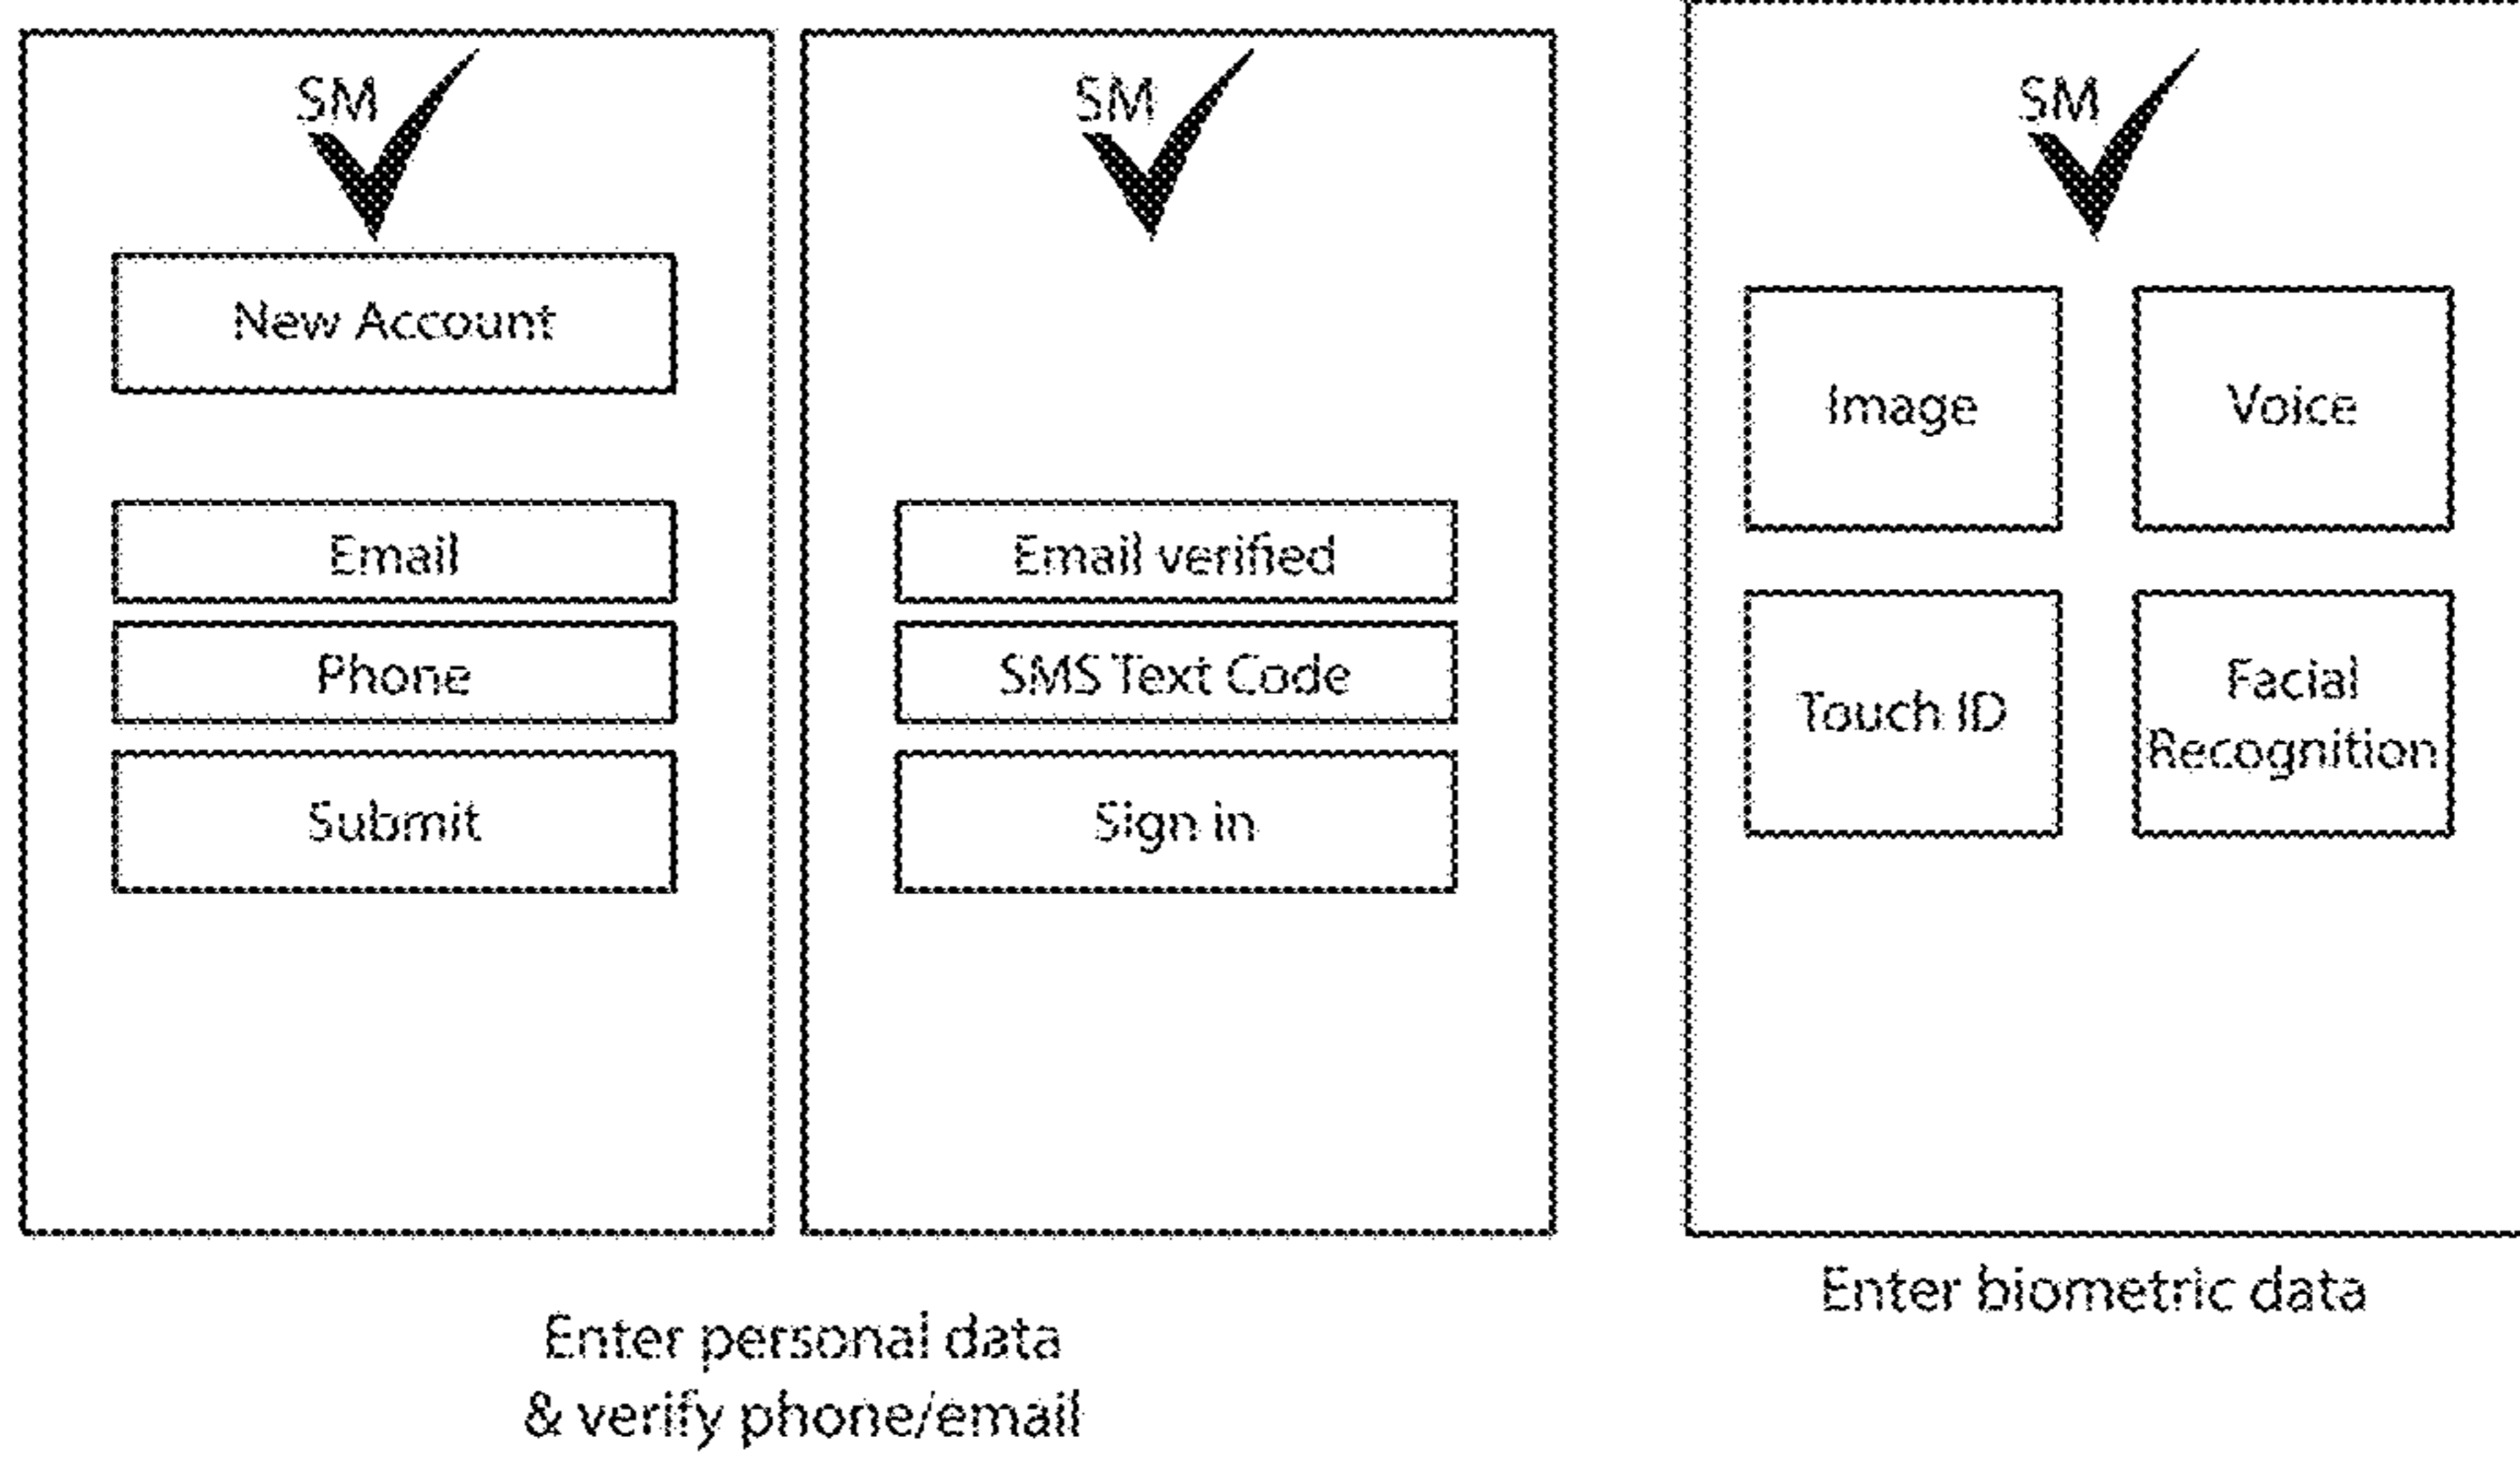 SM
New Account
Email
Phone
Submit
SM
Email verified
SMS Text Code
Sign in
Enter personal data
& verify phone/email
SM
Image
Voice
Touch ID
Facial
Recognition
Enter biometric data